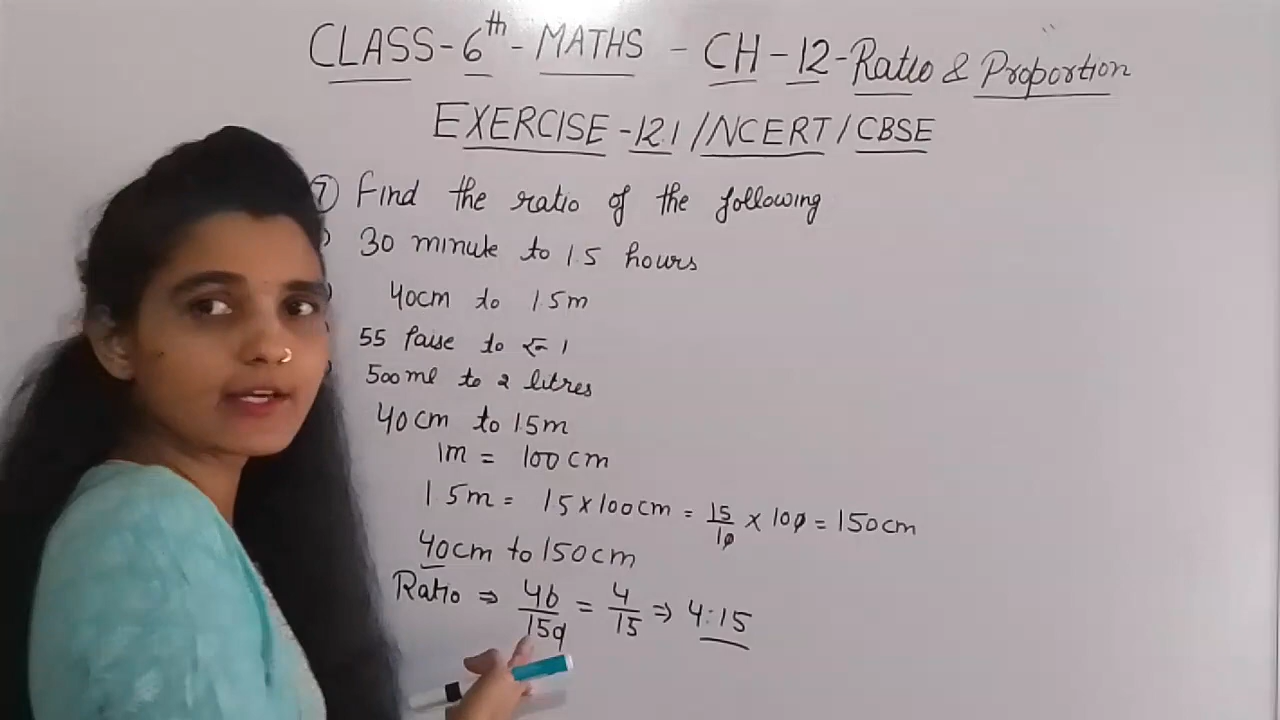 CLASS-6th-MATHS - CH-12-Ratio & Proportion
EXERCISE-12.1/NCERT/CBSE
7 Find the ratio of the following
30 minute to 1.5 hours
40cm to 1.5m
55 Paise to ₹ 1
500ml to 2 litres
40cm to 1.5m
1m = 100cm
1.5m = 1.5×100cm = 15/10 × 100 = 150cm
40cm to 150cm
Ratio ⇒ 40/150 = 4/15 ⇒ 4:15